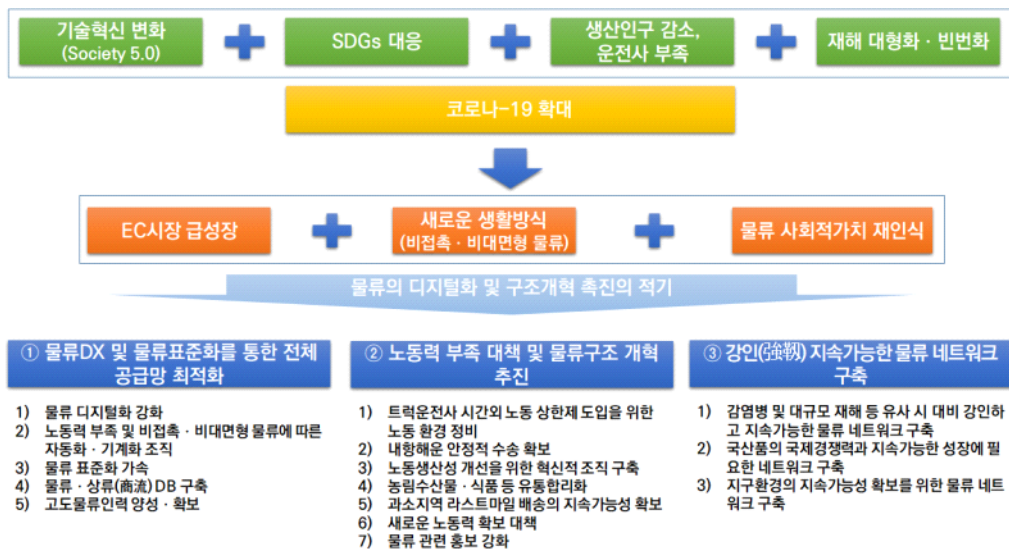 기술혁신 변화
(Society 5.0)
SDGs 대응
생산인구 감소,
운전사 부족
재해 대형화 · 빈번화
코로나-19 확대
EC시장 급성장
새로운 생활방식
(비접촉 · 비대면형 물류)
물류 사회적가치 재인식
물류의 디지털화 및 구조개혁 촉진의 적기
① 물류DX 및 물류표준화를 통한 전체
공급망 최적화
1) 물류 디지털화 강화
2) 노동력 부족 및 비접촉 · 비대면형 물류에 따른
자동화 · 기계화 조직
3) 물류 표준화 가속
4) 물류 · 상류(商流) DB 구축
5) 고도물류인력 양성 · 확보
② 노동력 부족 대책 및 물류구조 개혁
추진
1) 트럭운전사 시간외 노동 상한제 도입을 위한
노동 환경 정비
2) 내항해운 안정적 수송 확보
3) 노동생산성 개선을 위한 혁신적 조직 구축
4) 농림수산물 · 식품 등 유통합리화
5) 과소지역 라스트마일 배송의 지속가능성 확보
6) 새로운 노동력 확보 대책
7) 물류 관련 홍보 강화
③ 강인(強靭) 지속가능한 물류 네트워크
구축
1) 감염병 및 대규모 재해 등 유사 시 대비 강인하
고 지속가능한 물류 네트워크 구축
2) 국산품의 국제경쟁력과 지속가능한 성장에 필
요한 네트워크 구축
3) 지구환경의 지속가능성 확보를 위한 물류 네트
워크 구축